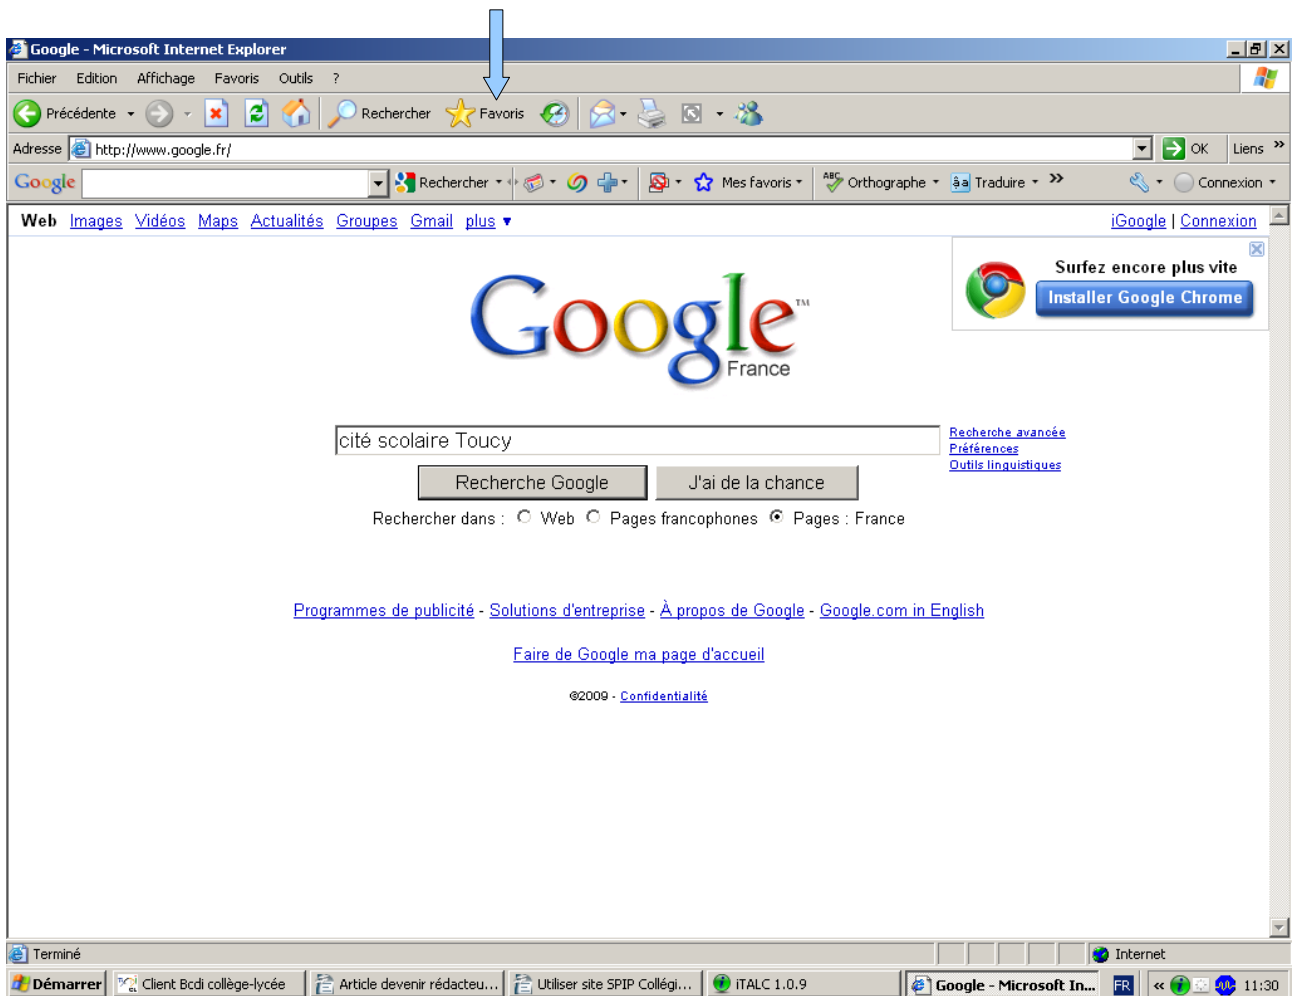 Google - Microsoft Internet Explorer
Fichier Edition Affichage Favoris Outils ?
Précédente Rechercher Favoris
Adresse http://www.google.fr/ OK Liens »
Google Rechercher Mes favoris ABC Orthographe âa Traduire » Connexion
Web Images Vidéos Maps Actualités Groupes Gmail plus ▼ iGoogle | Connexion
Surfez encore plus vite
Installer Google Chrome
Google™
France
cité scolaire Toucy
Recherche avancée
Préférences
Outils linguistiques
Recherche Google J'ai de la chance
Rechercher dans : Web Pages francophones Pages : France
Programmes de publicité - Solutions d'entreprise - À propos de Google - Google.com in English
Faire de Google ma page d'accueil
©2009 - Confidentialité
Terminé Internet
Démarrer Client Bcdi collège-lycée Article devenir rédacteu... Utiliser site SPIP Collégi... iTALC 1.0.9 Google - Microsoft In... FR « 11:30